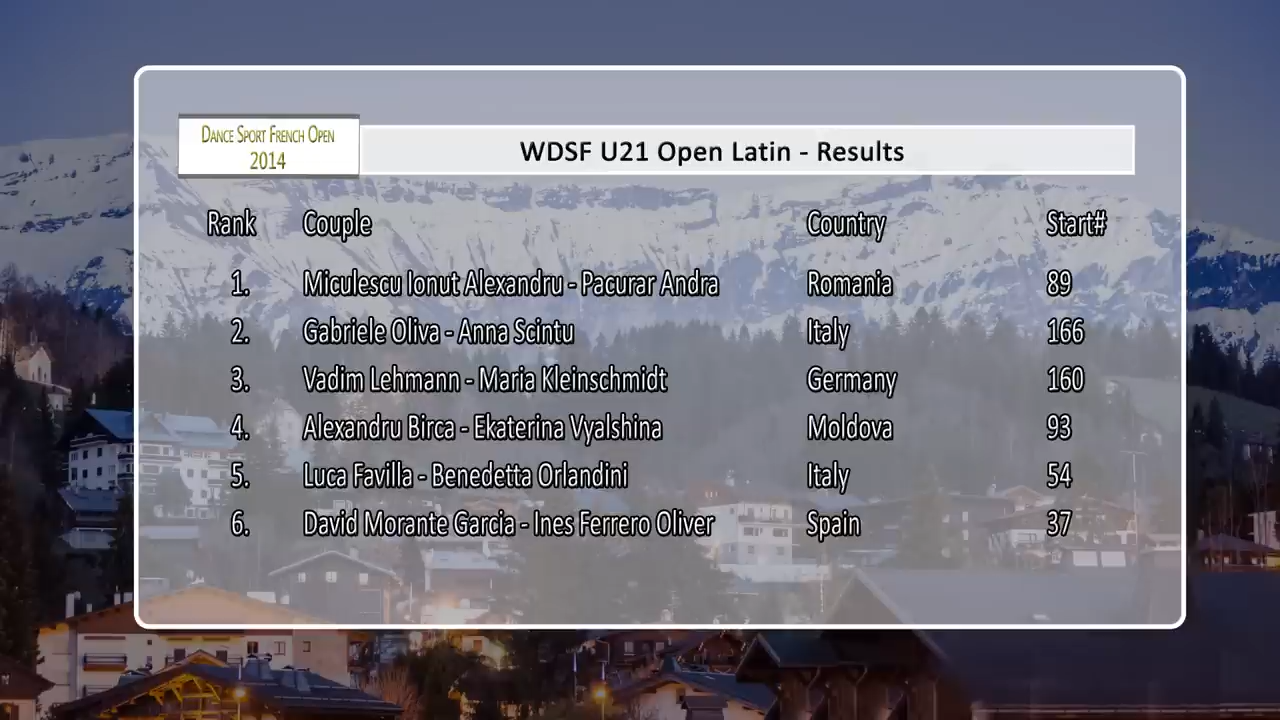 DANCE SPORT FRENCH OPEN
2014
WDSF U21 Open Latin - Results
Rank Couple Country Start#
1. Miculescu Ionut Alexandru - Pacurar Andra Romania 89
2. Gabriele Oliva - Anna Scintu Italy 166
3. Vadim Lehmann - Maria Kleinschmidt Germany 160
4. Alexandru Birca - Ekaterina Vyalshina Moldova 93
5. Luca Favilla - Benedetta Orlandini Italy 54
6. David Morante Garcia - Ines Ferrero Oliver Spain 37